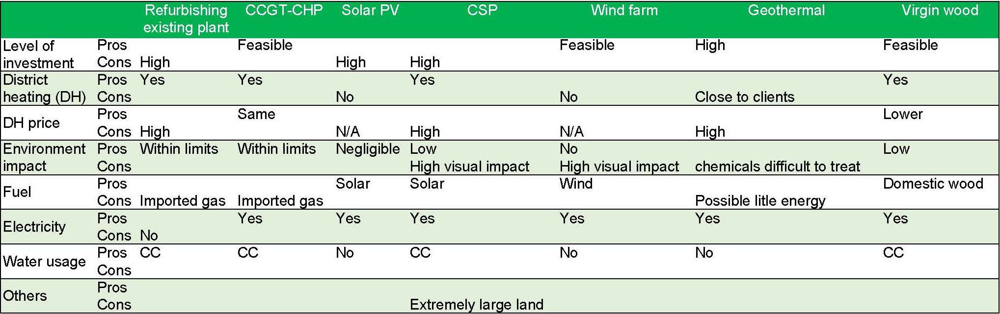 Refurbishing existing plant CCGT-CHP Solar PV CSP Wind farm Geothermal Virgin wood
Level of investment
Pros Feasible Feasible High Feasible
Cons High High High
District heating (DH)
Pros Yes Yes Yes Yes
Cons No No Close to clients
DH price
Pros Same Lower
Cons High N/A High N/A High
Environment impact
Pros Within limits Within limits Negligible Low No Low
Cons High visual impact High visual impact chemicals difficult to treat
Fuel
Pros Solar Solar Wind Domestic wood
Cons Imported gas Imported gas Possible litle energy
Electricity
Pros Yes Yes Yes Yes Yes Yes
Cons No
Water usage
Pros CC CC No CC No No CC
Cons
Others
Pros
Cons Extremely large land